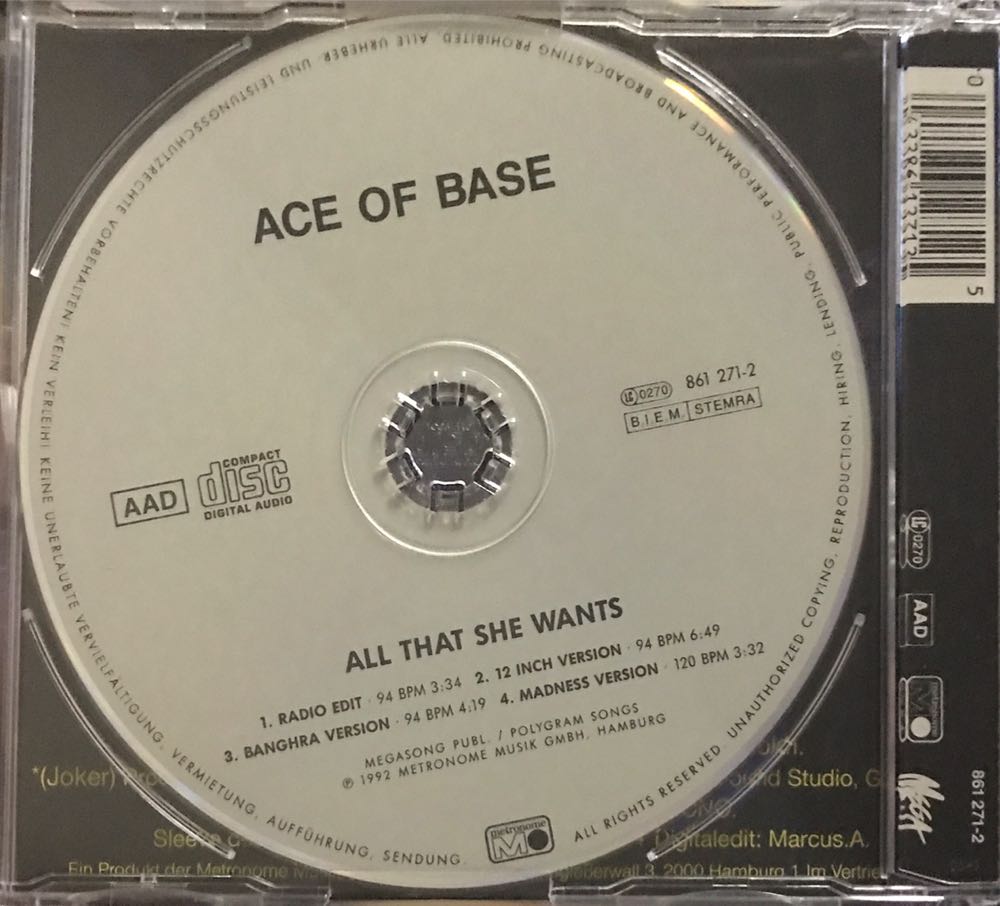 ACE OF BASE
LC 0270 861 271-2
B.I.E.M. STEMRA
AAD COMPACT disc DIGITAL AUDIO
ALL THAT SHE WANTS
1. RADIO EDIT · 94 BPM 3:34 2. 12 INCH VERSION · 94 BPM 6:49
3. BANGHRA VERSION · 94 BPM 4:19 4. MADNESS VERSION · 120 BPM 3:32
MEGASONG PUBL. / POLYGRAM SONGS
℗ 1992 METRONOME MUSIK GMBH, HAMBURG
metronome M
ALLE URHEBER- UND LEISTUNGSSCHUTZRECHTE VORBEHALTEN! KEIN VERLEIH! KEINE UNERLAUBTE VERVIELFÄLTIGUNG, VERMIETUNG, AUFFÜHRUNG, SENDUNG.
ALL RIGHTS RESERVED. UNAUTHORIZED COPYING, REPRODUCTION, HIRING, LENDING, PUBLIC PERFORMANCE AND BROADCASTING PROHIBITED.
*(Joker)
Studio,
Digitaledit: Marcus.A.
Ein Produkt der Metronome
3, 2000 Hamburg 1 Im
5
LC 0270
AAD
Metronome M
MEGA
861 271-2